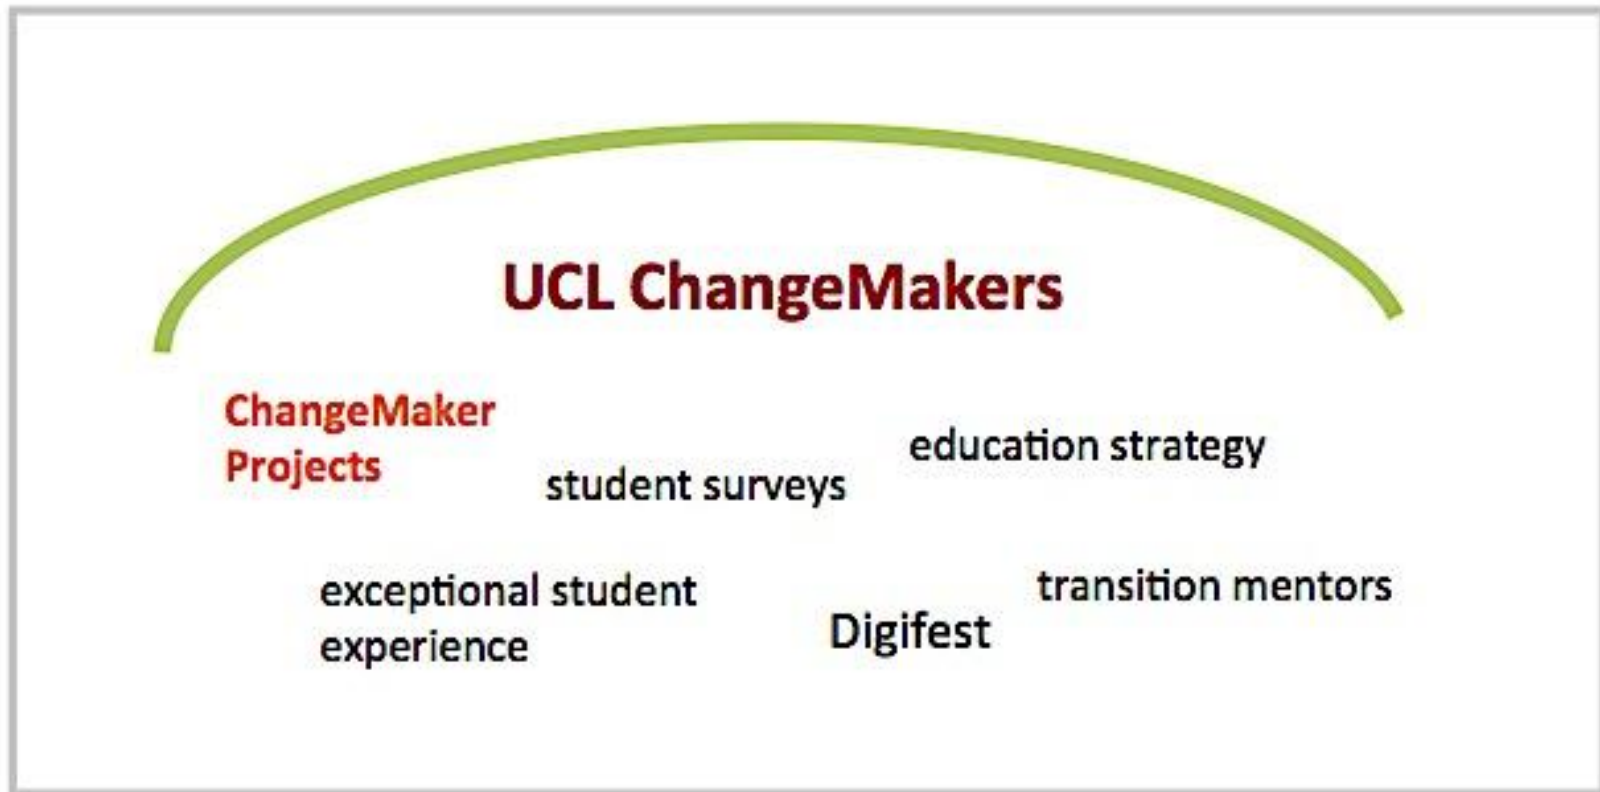 UCL ChangeMakers
ChangeMaker
Projects
student surveys
education strategy
exceptional student
experience
Digifest
transition mentors